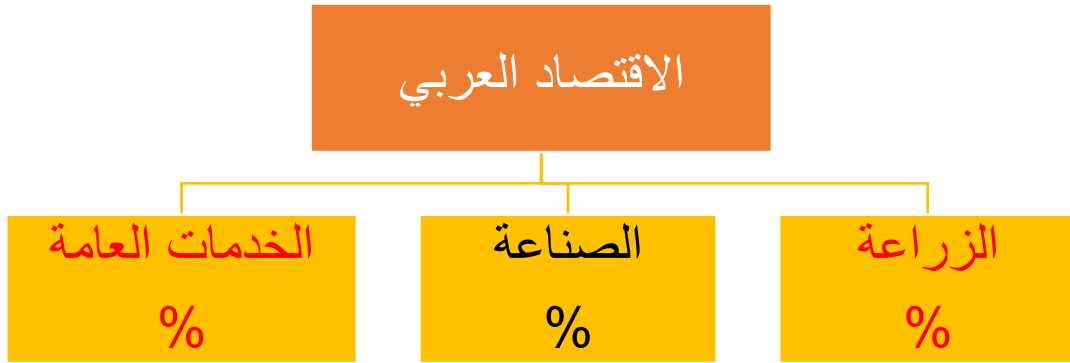 الاقتصاد العربي
الزراعة
%
الصناعة
%
الخدمات العامة
%